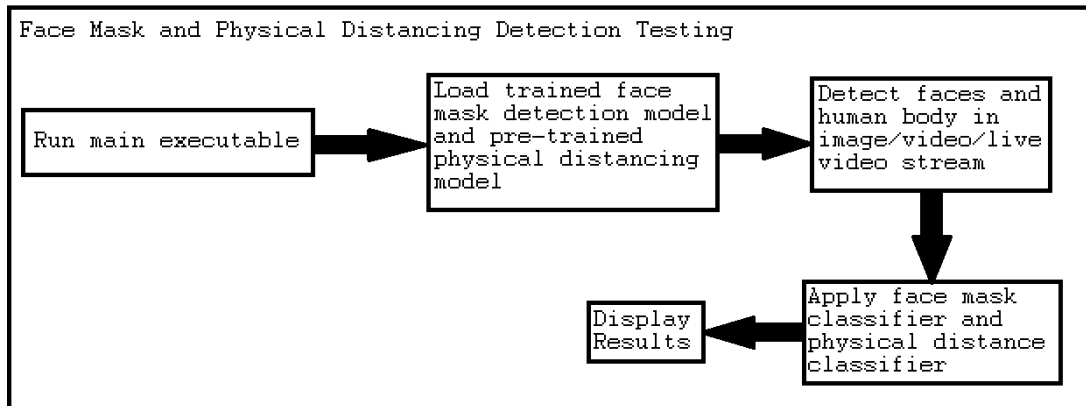 Face Mask and Physical Distancing Detection Testing
Run main executable
Load trained face
mask detection model
and pre-trained
physical distancing
model
Detect faces and
human body in
image/video/live
video stream
Apply face mask
classifier and
physical distance
classifier
Display
Results